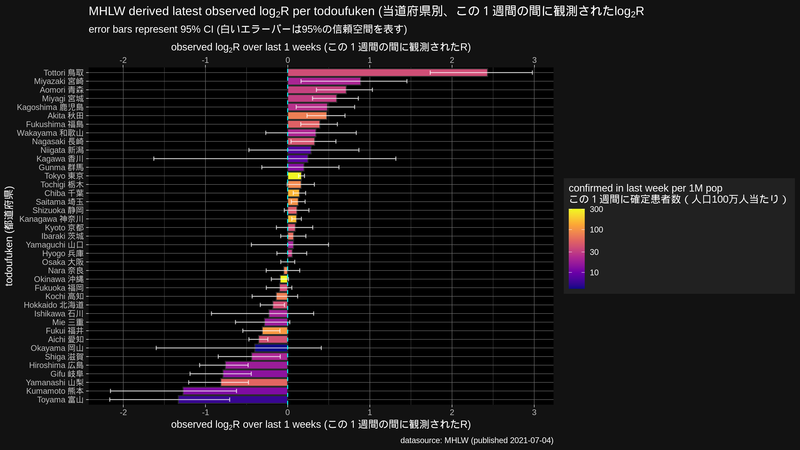 MHLW derived latest observed log2R per todoufuken (当道府県別、この１週間の間に観測されたlog2R
error bars represent 95% CI (白いエラーバーは95%の信頼空間を表す)
observed log2R over last 1 weeks (この１週間の間に観測されたR)
-2 -1 0 1 2 3
todoufuken (都道府県)
Tottori 鳥取
Miyazaki 宮崎
Aomori 青森
Miyagi 宮城
Kagoshima 鹿児島
Akita 秋田
Fukushima 福島
Wakayama 和歌山
Nagasaki 長崎
Niigata 新潟
Kagawa 香川
Gunma 群馬
Tokyo 東京
Tochigi 栃木
Chiba 千葉
Saitama 埼玉
Shizuoka 静岡
Kanagawa 神奈川
Kyoto 京都
Ibaraki 茨城
Yamaguchi 山口
Hyogo 兵庫
Osaka 大阪
Nara 奈良
Okinawa 沖縄
Fukuoka 福岡
Kochi 高知
Hokkaido 北海道
Ishikawa 石川
Mie 三重
Fukui 福井
Aichi 愛知
Okayama 岡山
Shiga 滋賀
Hiroshima 広島
Gifu 岐阜
Yamanashi 山梨
Kumamoto 熊本
Toyama 富山
-2 -1 0 1 2 3
observed log2R over last 1 weeks (この１週間の間に観測されたR)
confirmed in last week per 1M pop
この１週間に確定患者数 ( 人口100万人当たり )
300
100
30
10
datasource: MHLW (published 2021-07-04)